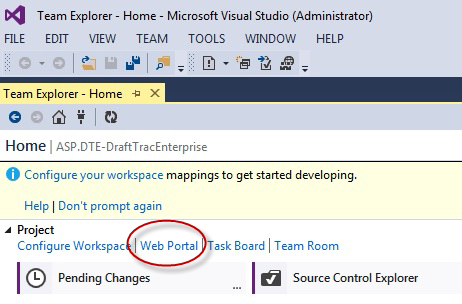 Team Explorer - Home - Microsoft Visual Studio (Administrator)
FILE EDIT VIEW TEAM TOOLS WINDOW HELP
Team Explorer - Home
Home | ASP.DTE-DraftTracEnterprise
Configure your workspace mappings to get started developing.
Help | Don't prompt again
Project
Configure Workspace | Web Portal | Task Board | Team Room
Pending Changes ... Source Control Explorer